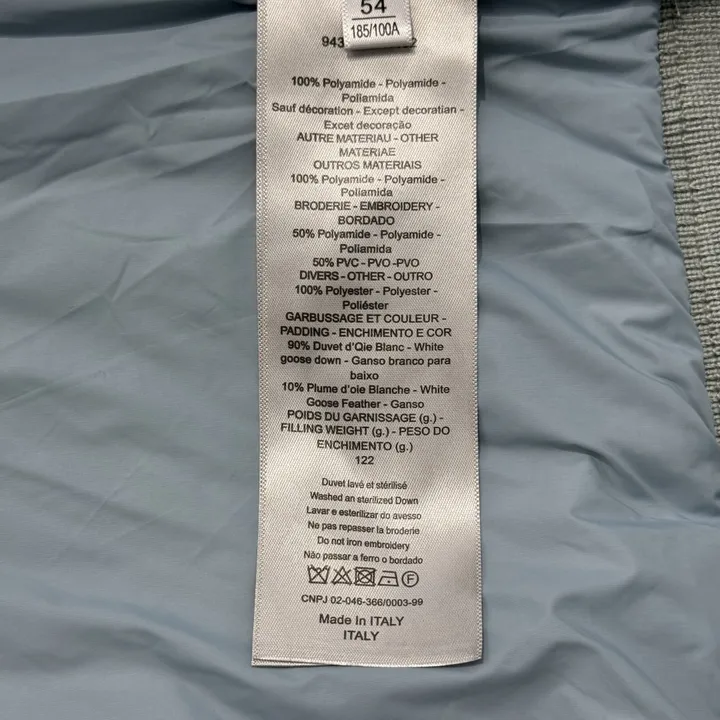 54
185/100A
943
100% Polyamide - Polyamide -
Poliamida
Sauf décoration - Except decoratian -
Excet decoração
AUTRE MATERIAU - OTHER
MATERIAE
OUTROS MATERIAIS
100% Polyamide - Polyamide -
Poliamida
BRODERIE - EMBROIDERY -
BORDADO
50% Polyamide - Polyamide -
Poliamida
50% PVC - PVO -PVO
DIVERS - OTHER - OUTRO
100% Polyester - Polyester -
Poliéster
GARBUSSAGE ET COULEUR -
PADDING - ENCHIMENTO E COR
90% Duvet d'Qie Blanc - White
goose down - Ganso branco para
baixo
10% Plume d'oie Blanche - White
Goose Feather - Ganso
POIDS DU GARNISSAGE (g.) -
FILLING WEIGHT (g.) - PESO DO
ENCHIMENTO (g.)
122
Duvet lavé et stérilisé
Washed an sterilized Down
Lavar e esterilizar do avesso
Ne pas repasser la broderie
Do not iron embroidery
Não passar a ferro o bordado
F
CNPJ 02-046-366/0003-99
Made In ITALY
ITALY